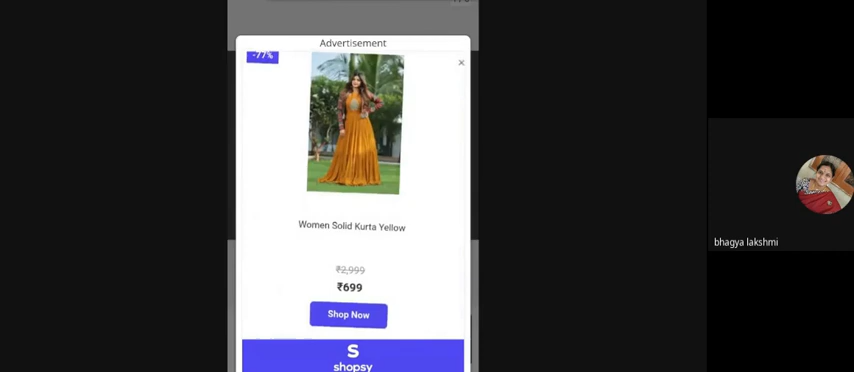 Advertisement
-77%
Women Solid Kurta Yellow
₹2,999
₹699
Shop Now
S
shopsy
bhagya lakshmi